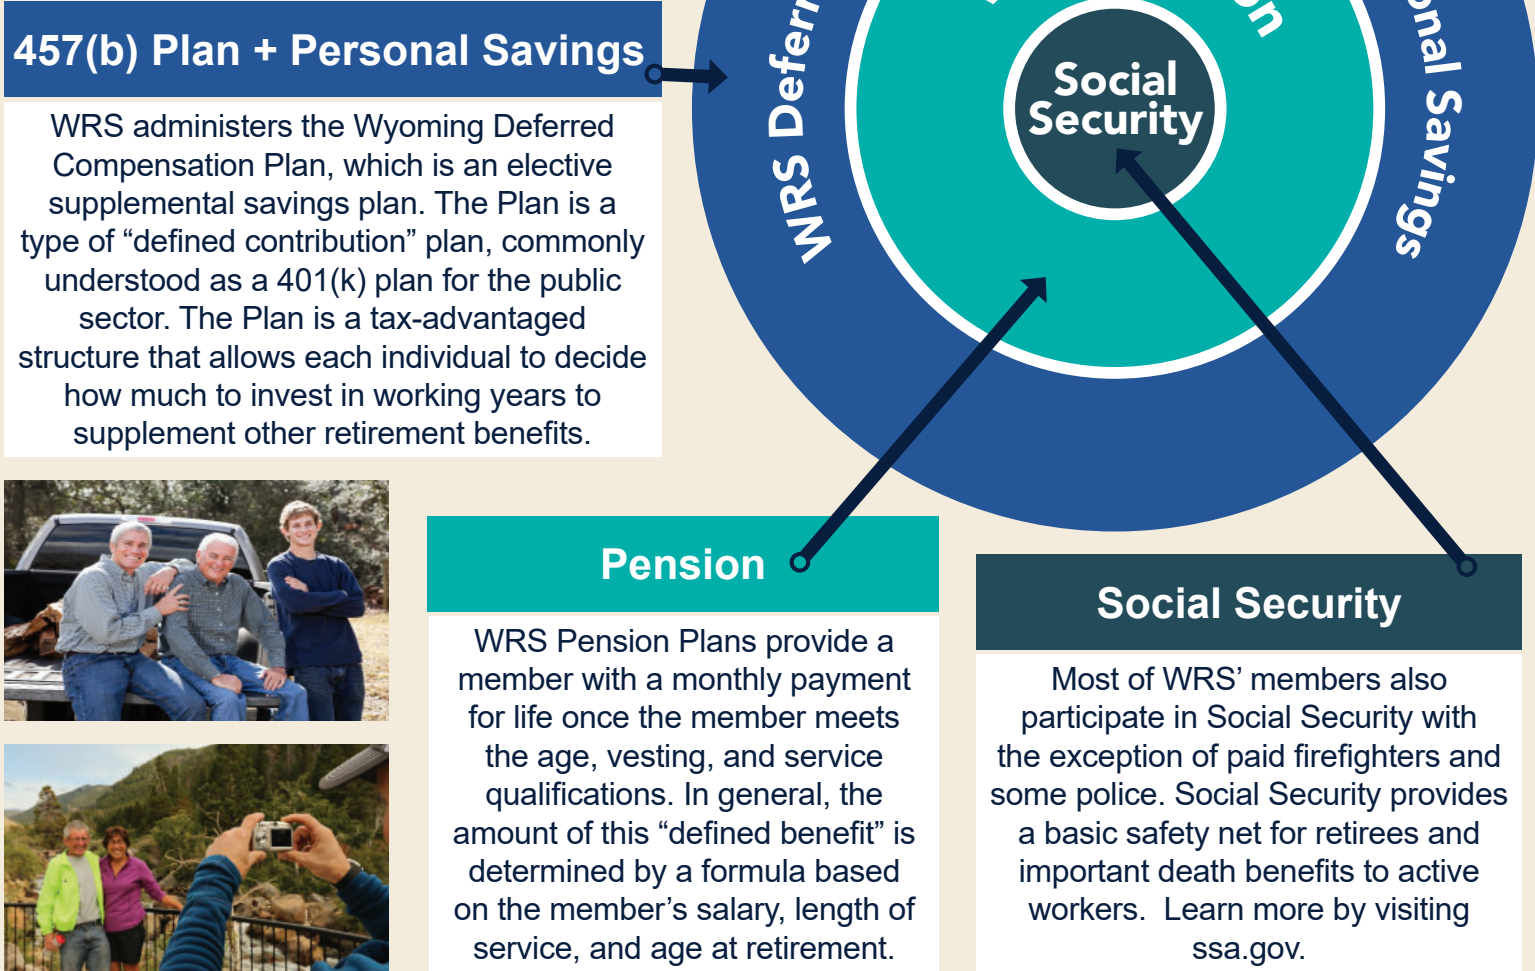 457(b) Plan + Personal Savings
WRS administers the Wyoming Deferred
Compensation Plan, which is an elective
supplemental savings plan. The Plan is a
type of “defined contribution” plan, commonly
understood as a 401(k) plan for the public
sector. The Plan is a tax-advantaged
structure that allows each individual to decide
how much to invest in working years to
supplement other retirement benefits.
WRS
Social
Security
Savings
Pension
WRS Pension Plans provide a
member with a monthly payment
for life once the member meets
the age, vesting, and service
qualifications. In general, the
amount of this “defined benefit” is
determined by a formula based
on the member’s salary, length of
service, and age at retirement.
Social Security
Most of WRS’ members also
participate in Social Security with
the exception of paid firefighters and
some police. Social Security provides
a basic safety net for retirees and
important death benefits to active
workers.  Learn more by visiting
ssa.gov.